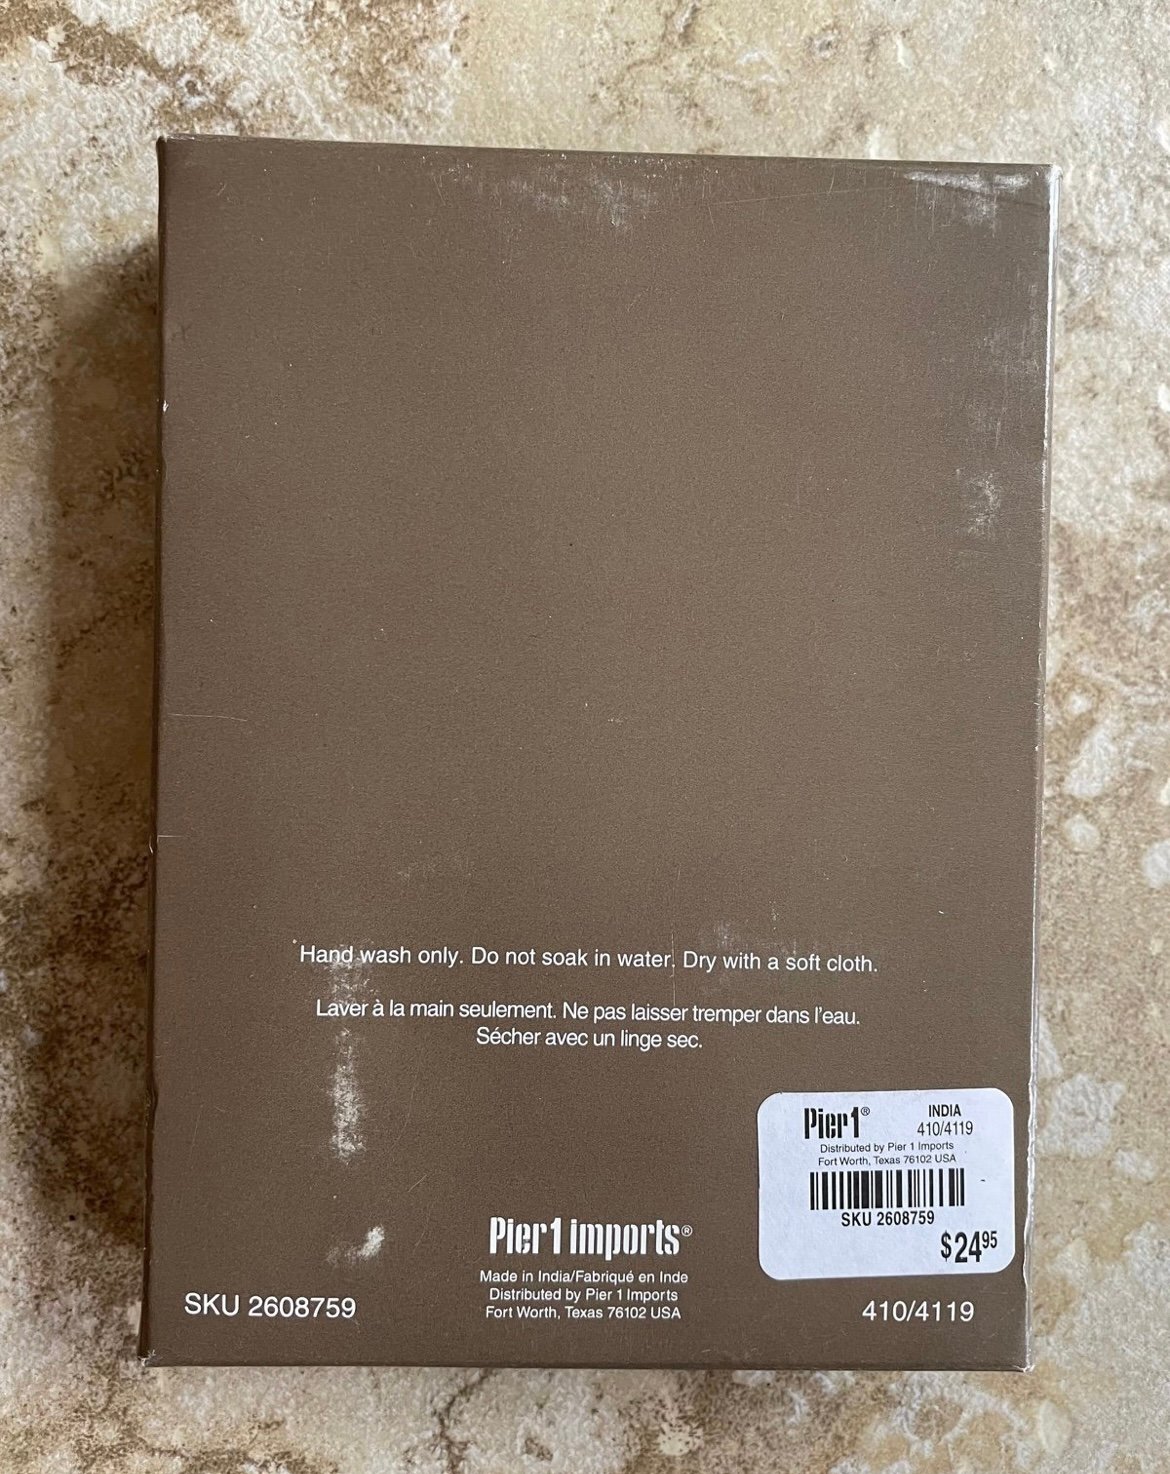 Hand wash only. Do not soak in water. Dry with a soft cloth.
Laver à la main seulement. Ne pas laisser tremper dans l'eau.
Sécher avec un linge sec.
Pier1® INDIA
410/4119
Distributed by Pier 1 Imports
Fort Worth, Texas 76102 USA
SKU 2608759
$24.95
Pier1 imports®
Made in India/Fabriqué en Inde
Distributed by Pier 1 Imports
Fort Worth, Texas 76102 USA
SKU 2608759
410/4119